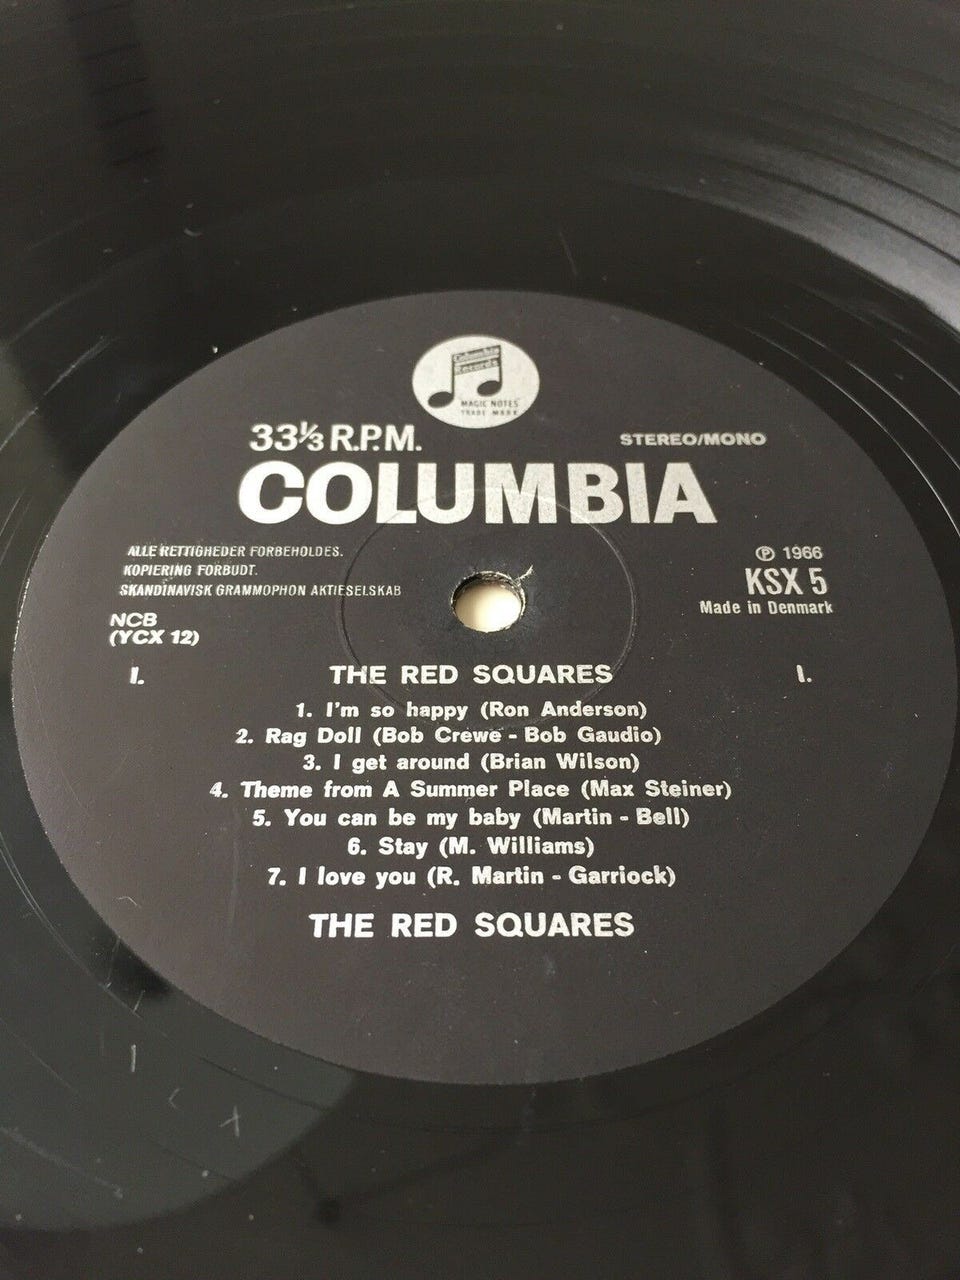 Columbia
Records
MAGIC NOTES
TRADE MARK
33⅓ R.P.M.
STEREO/MONO
COLUMBIA
ALLE RETTIGHEDER FORBEHOLDES.
KOPIERING FORBUDT.
SKANDINAVISK GRAMMOPHON AKTIESELSKAB
℗ 1966
KSX 5
Made in Denmark
NCB
(YCX 12)
I. THE RED SQUARES I.
1. I'm so happy (Ron Anderson)
2. Rag Doll (Bob Crewe - Bob Gaudio)
3. I get around (Brian Wilson)
4. Theme from A Summer Place (Max Steiner)
5. You can be my baby (Martin - Bell)
6. Stay (M. Williams)
7. I love you (R. Martin - Garriock)
THE RED SQUARES